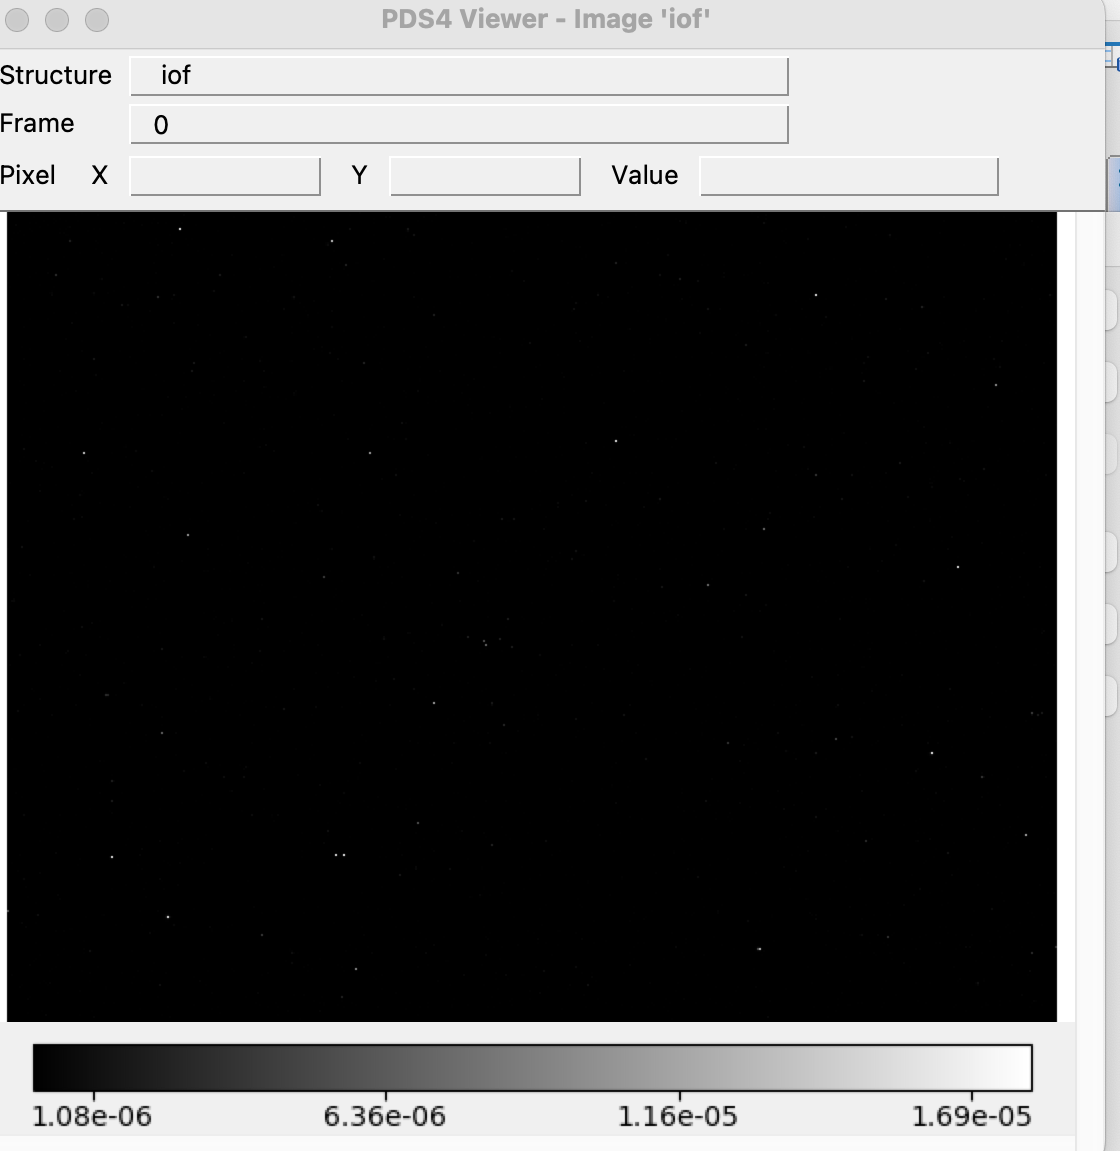 PDS4 Viewer - Image 'iof'
Structure iof
Frame 0
Pixel X Y Value
1.08e-06 6.36e-06 1.16e-05 1.69e-05